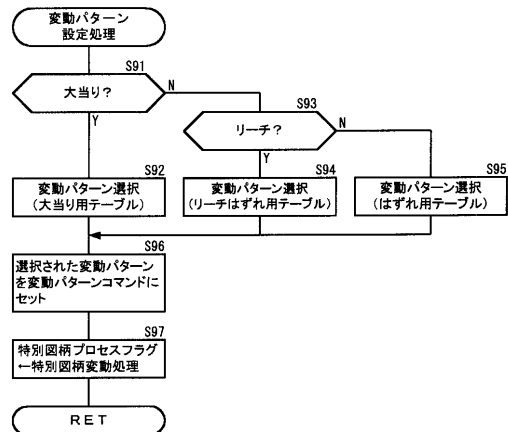 変動パターン
設定処理
S91
大当り？
N
Y
S93
リーチ？
N
Y
S92
変動パターン選択
（大当り用テーブル）
S94
変動パターン選択
（リーチはずれ用テーブル）
S95
変動パターン選択
（はずれ用テーブル）
S96
選択された変動パターン
を変動パターンコマンドに
セット
S97
特別図柄プロセスフラグ
←特別図柄変動処理
RET